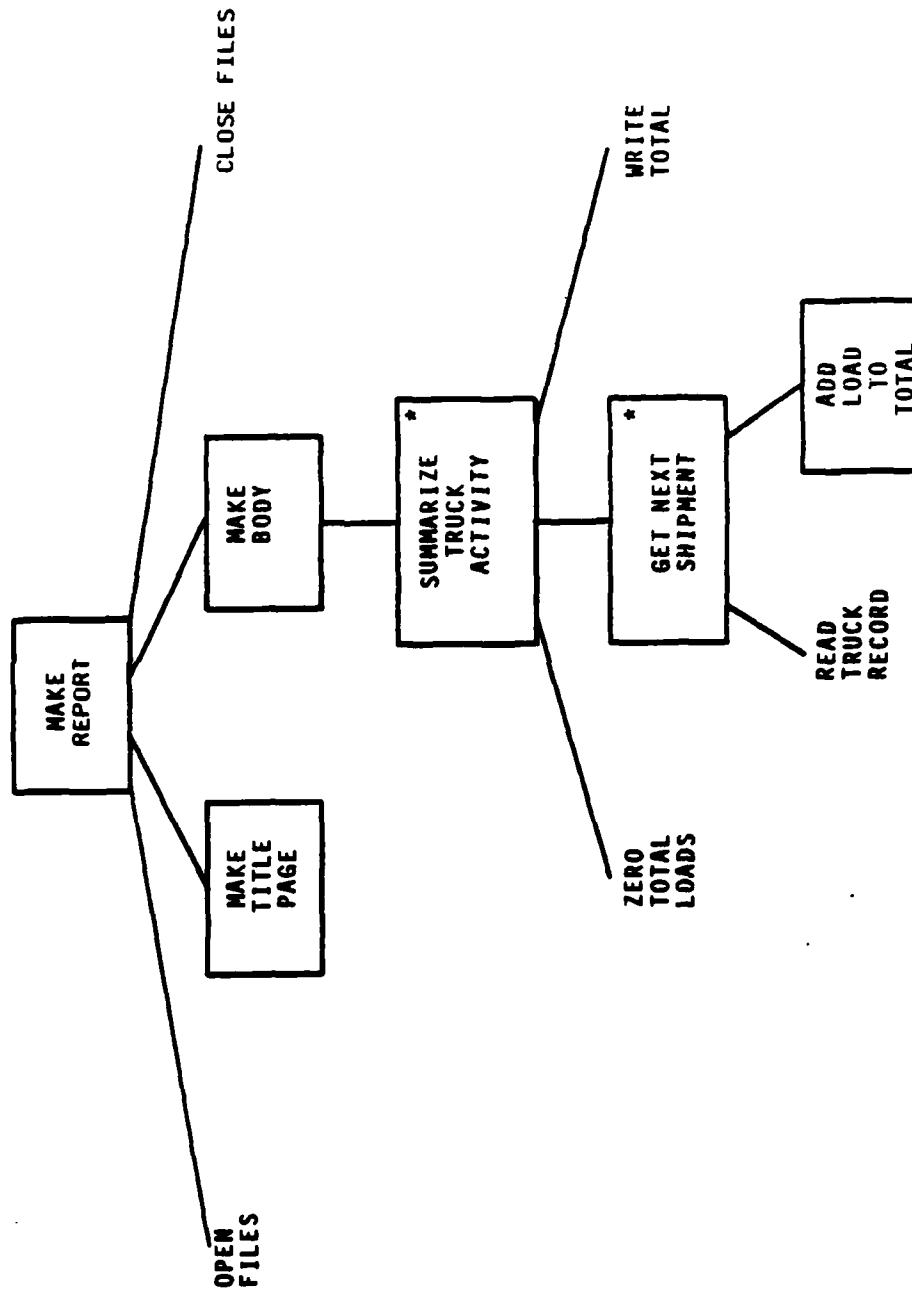 MAKE
REPORT
OPEN
FILES
MAKE
TITLE
PAGE
MAKE
BODY
CLOSE FILES
SUMMARIZE
TRUCK
ACTIVITY
*
ZERO
TOTAL
LOADS
GET NEXT
SHIPMENT
*
WRITE
TOTAL
READ
TRUCK
RECORD
ADD
LOAD
TO
TOTAL